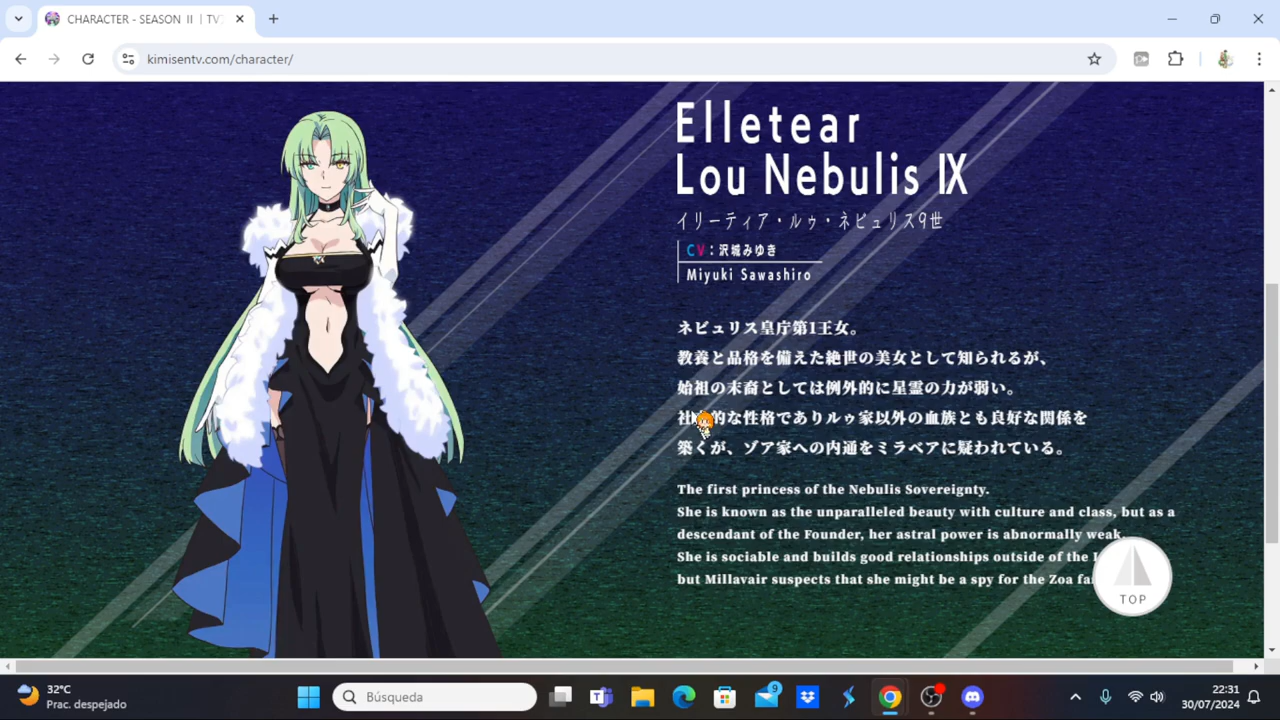 CHARACTER - SEASON Ⅱ | TV
kimisentv.com/character/
Elletear
Lou Nebulis Ⅸ
イリーティア・ルゥ・ネビュリス9世
CV：沢城みゆき
Miyuki Sawashiro
ネビュリス皇庁第1王女。
教養と品格を備えた絶世の美女として知られるが、
始祖の末裔としては例外的に星霊の力が弱い。
的な性格でありルゥ家以外の血族とも良好な関係を
築くが、ゾア家への内通をミラベアに疑われている。
The first princess of the Nebulis Sovereignty.
She is known as the unparalleled beauty with culture and class, but as a
descendant of the Founder, her astral power is abnormally weak.
She is sociable and builds good relationships outside of the
but Millavair suspects that she might be a spy for the Zoa
TOP
32°C
Prac. despejado
Búsqueda
9
22:31
30/07/2024